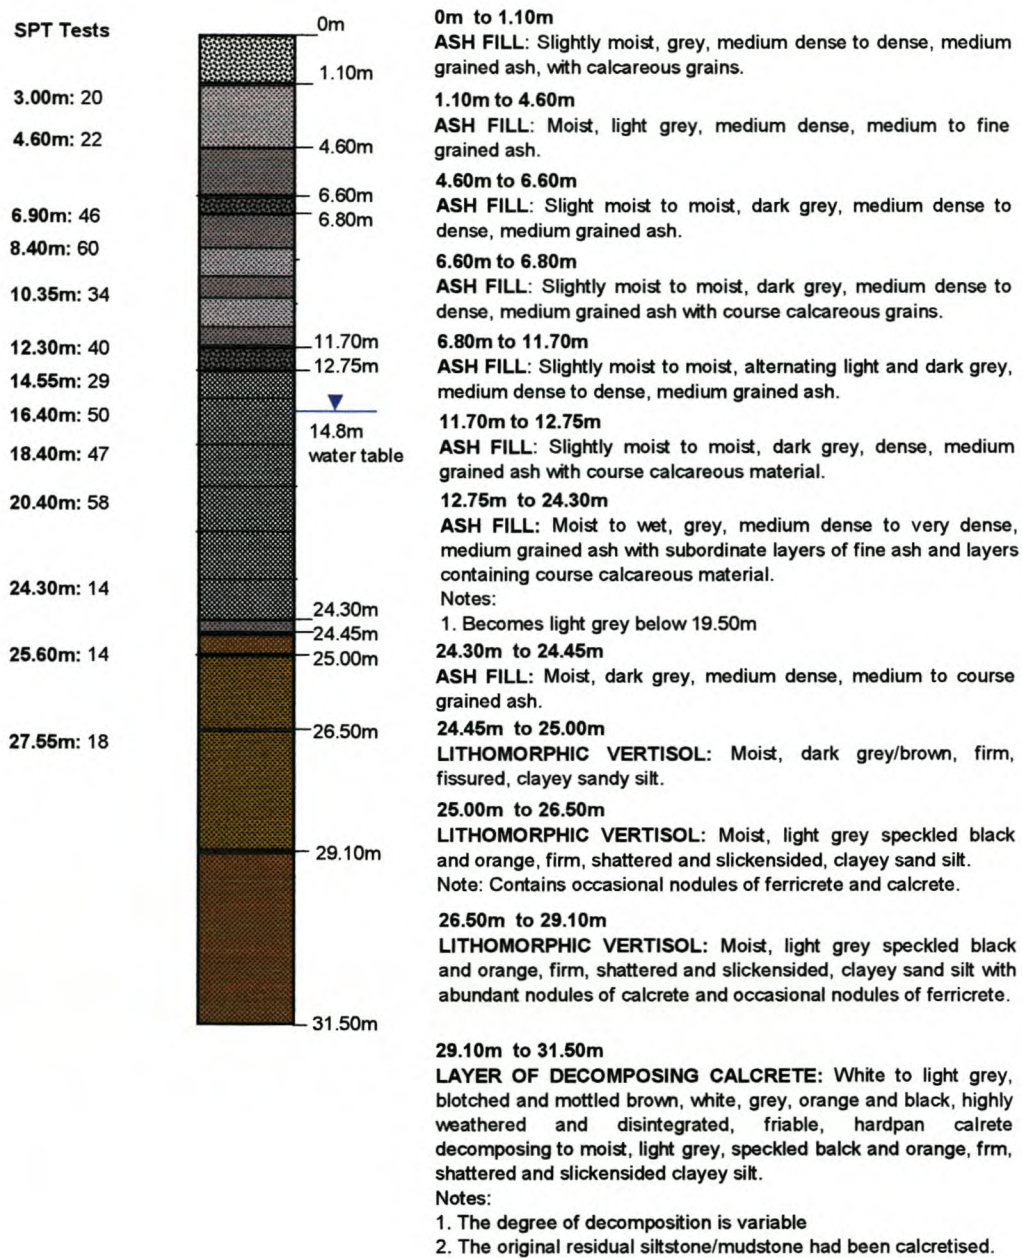 SPT Tests
3.00m: 20
4.60m: 22
6.90m: 46
8.40m: 60
10.35m: 34
12.30m: 40
14.55m: 29
16.40m: 50
18.40m: 47
20.40m: 58
24.30m: 14
25.60m: 14
27.55m: 18
0m
1.10m
4.60m
6.60m
6.80m
11.70m
12.75m
14.8m
water table
24.30m
24.45m
25.00m
26.50m
29.10m
31.50m
0m to 1.10m
ASH FILL: Slightly moist, grey, medium dense to dense, medium
grained ash, with calcareous grains.
1.10m to 4.60m
ASH FILL: Moist, light grey, medium dense, medium to fine
grained ash.
4.60m to 6.60m
ASH FILL: Slight moist to moist, dark grey, medium dense to
dense, medium grained ash.
6.60m to 6.80m
ASH FILL: Slightly moist to moist, dark grey, medium dense to
dense, medium grained ash with course calcareous grains.
6.80m to 11.70m
ASH FILL: Slightly moist to moist, alternating light and dark grey,
medium dense to dense, medium grained ash.
11.70m to 12.75m
ASH FILL: Slightly moist to moist, dark grey, dense, medium
grained ash with course calcareous material.
12.75m to 24.30m
ASH FILL: Moist to wet, grey, medium dense to very dense,
medium grained ash with subordinate layers of fine ash and layers
containing course calcareous material.
Notes:
1. Becomes light grey below 19.50m
24.30m to 24.45m
ASH FILL: Moist, dark grey, medium dense, medium to course
grained ash.
24.45m to 25.00m
LITHOMORPHIC VERTISOL: Moist, dark grey/brown, firm,
fissured, clayey sandy silt.
25.00m to 26.50m
LITHOMORPHIC VERTISOL: Moist, light grey speckled black
and orange, firm, shattered and slickensided, clayey sand silt.
Note: Contains occasional nodules of ferricrete and calcrete.
26.50m to 29.10m
LITHOMORPHIC VERTISOL: Moist, light grey speckled black
and orange, firm, shattered and slickensided, clayey sand silt with
abundant nodules of calcrete and occasional nodules of ferricrete.
29.10m to 31.50m
LAYER OF DECOMPOSING CALCRETE: White to light grey,
blotched and mottled brown, white, grey, orange and black, highly
weathered and disintegrated, friable, hardpan calrete
decomposing to moist, light grey, speckled balck and orange, frm,
shattered and slickensided clayey silt.
Notes:
1. The degree of decomposition is variable
2. The original residual siltstone/mudstone had been calcretised.